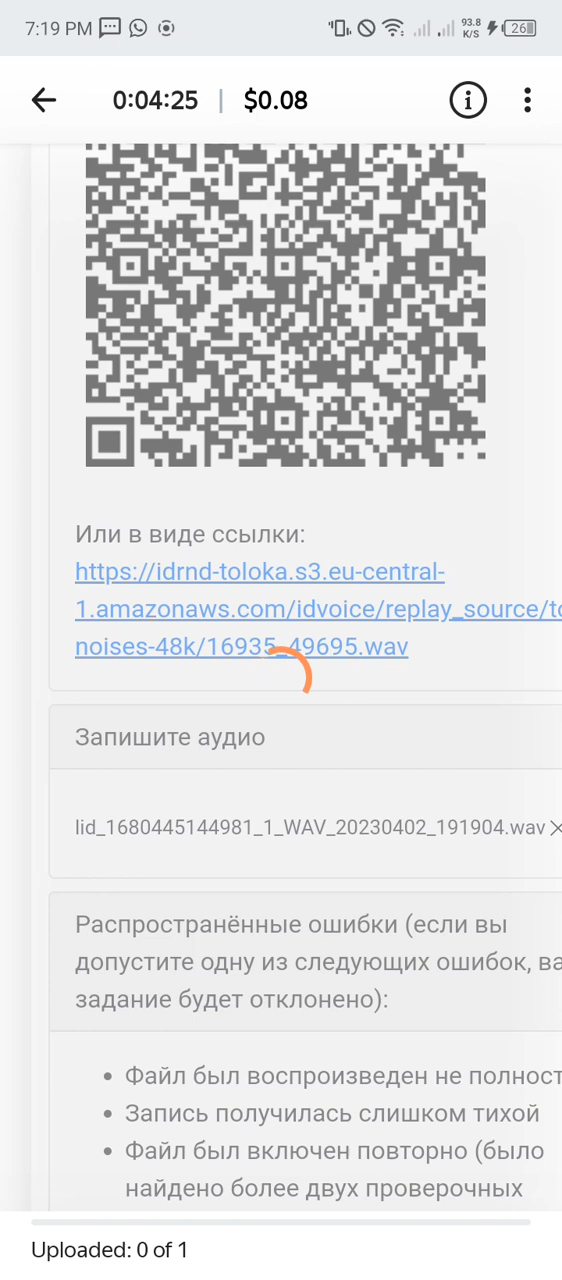 7:19 PM
93.8
K/S
26
0:04:25 | $0.08
Или в виде ссылки:
https://idrnd-toloka.s3.eu-central-
1.amazonaws.com/idvoice/replay_source/to
noises-48k/16935_49695.wav
Запишите аудио
lid_1680445144981_1_WAV_20230402_191904.wav
Распространённые ошибки (если вы
допустите одну из следующих ошибок, ва
задание будет отклонено):
• Файл был воспроизведен не полност
• Запись получилась слишком тихой
• Файл был включен повторно (было
найдено более двух проверочных
Uploaded: 0 of 1